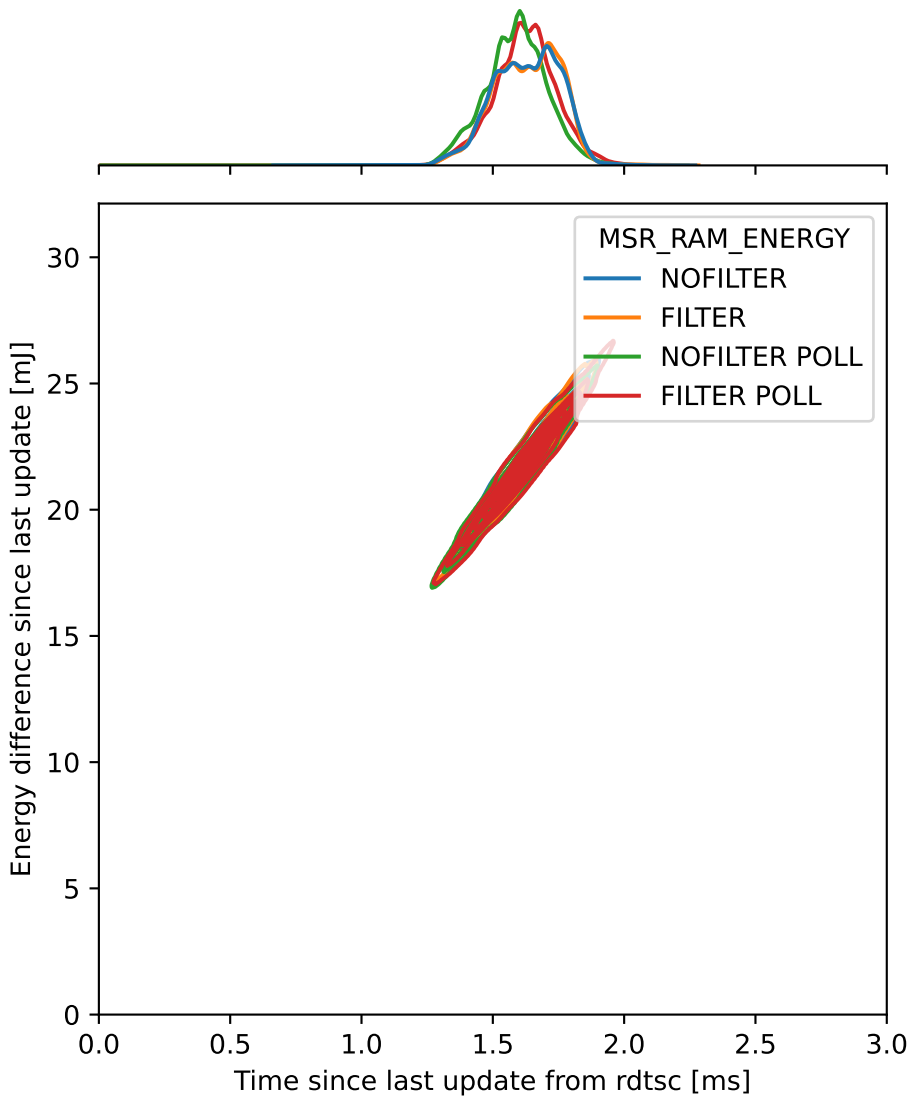 MSR_RAM_ENERGY
NOFILTER
FILTER
NOFILTER POLL
FILTER POLL
30
25
20
15
10
5
0
Energy difference since last update [mJ]
0.0 0.5 1.0 1.5 2.0 2.5 3.0
Time since last update from rdtsc [ms]